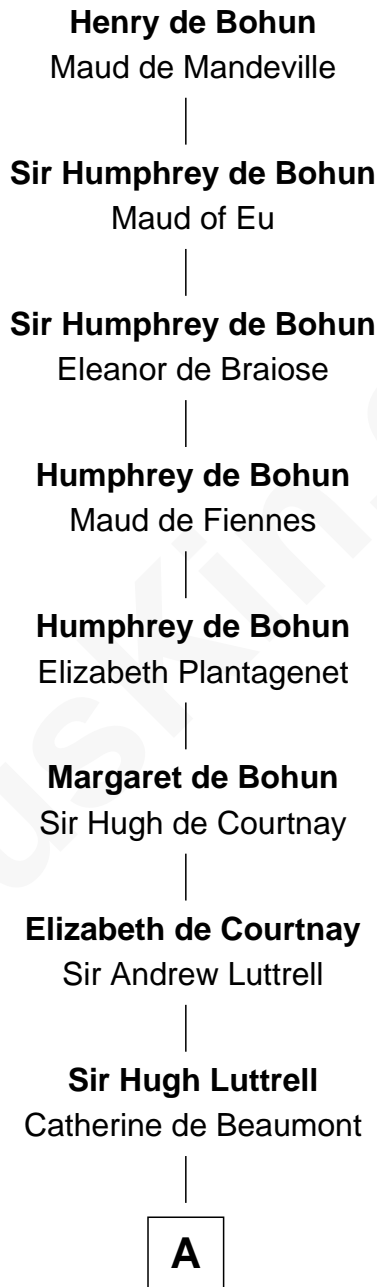 Henry de Bohun
Maud de Mandeville
Sir Humphrey de Bohun
Maud of Eu
Sir Humphrey de Bohun
Eleanor de Braiose
Humphrey de Bohun
Maud de Fiennes
Humphrey de Bohun
Elizabeth Plantagenet
Margaret de Bohun
Sir Hugh de Courtnay
Elizabeth de Courtnay
Sir Andrew Luttrell
Sir Hugh Luttrell
Catherine de Beaumont
A